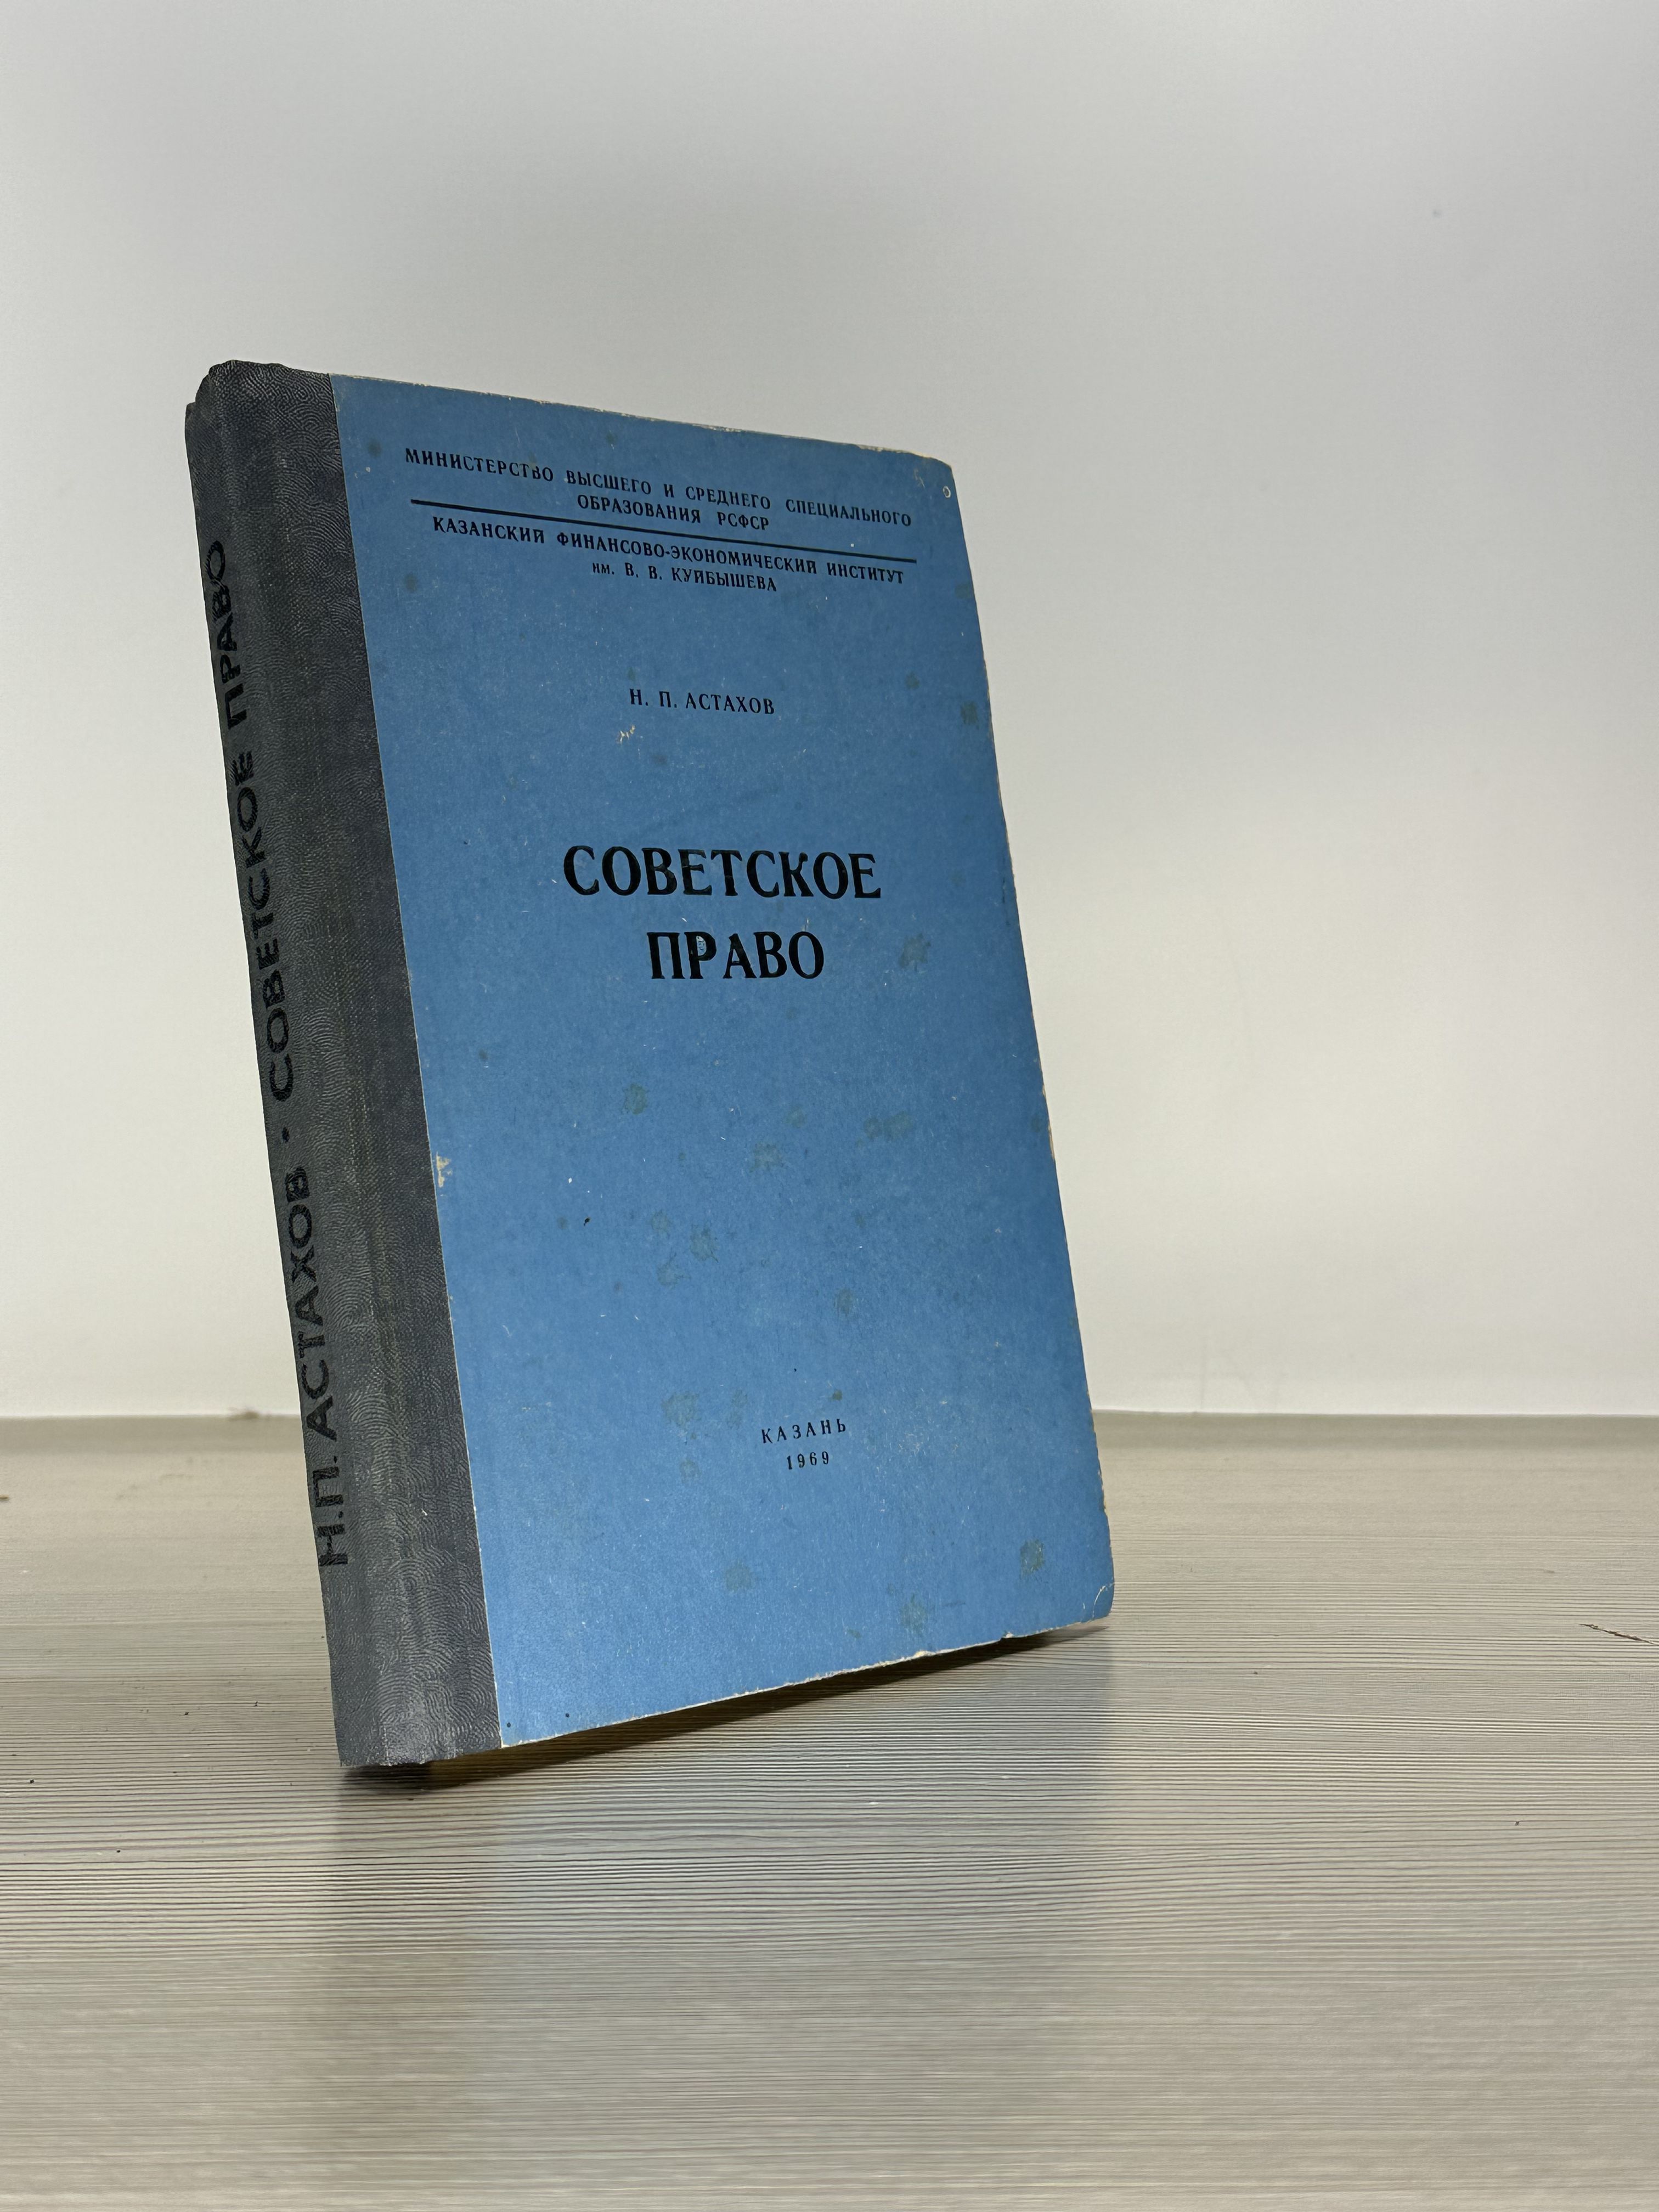 МИНИСТЕРСТВО ВЫСШЕГО И СРЕДНЕГО СПЕЦИАЛЬНОГО
ОБРАЗОВАНИЯ РСФСР
КАЗАНСКИЙ ФИНАНСОВО-ЭКОНОМИЧЕСКИЙ ИНСТИТУТ
им. В. В. КУЙБЫШЕВА
Н. П. АСТАХОВ
СОВЕТСКОЕ
ПРАВО
КАЗАНЬ
1969
Н.П. АСТАХОВ · СОВЕТСКОЕ ПРАВО